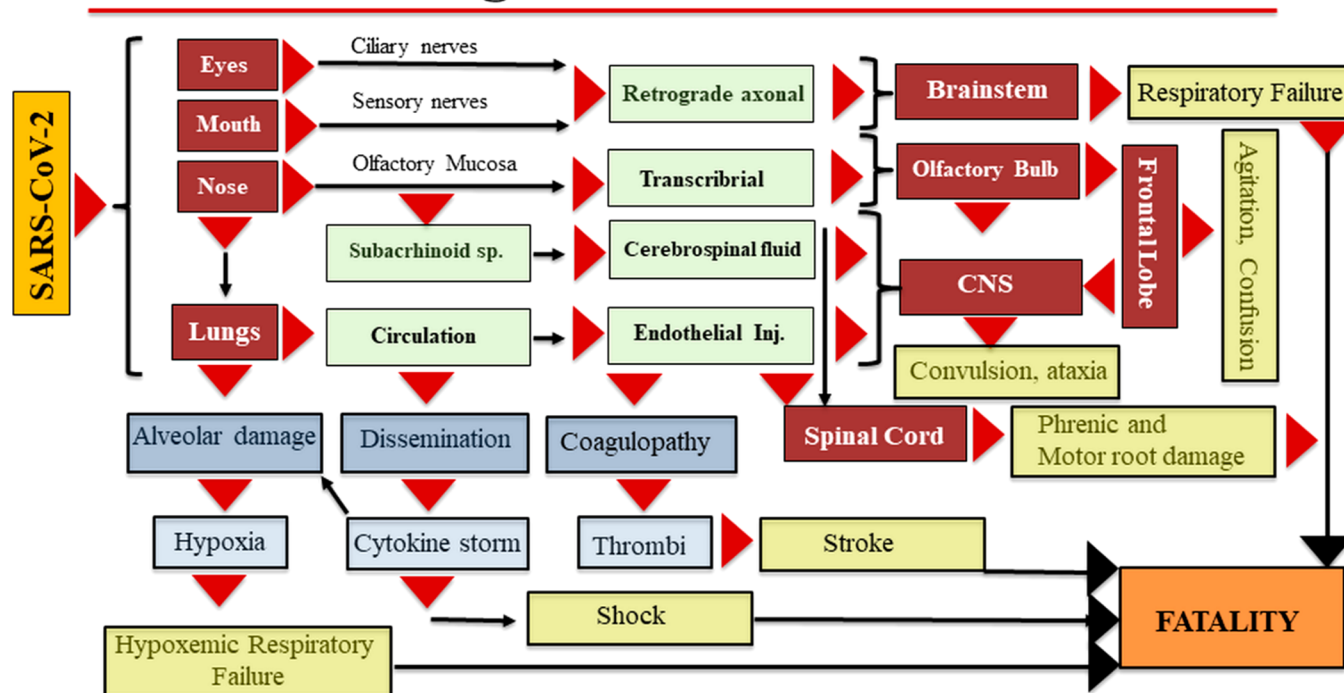 SARS-CoV-2
Eyes
Mouth
Nose
Lungs
Ciliary nerves
Sensory nerves
Olfactory Mucosa
Subacrhinoid sp.
Circulation
Retrograde axonal
Transcribrial
Cerebrospinal fluid
Endothelial Inj.
Brainstem
Respiratory Failure
Olfactory Bulb
Frontal Lobe
Agitation, Confusion
CNS
Convulsion, ataxia
Spinal Cord
Phrenic and
Motor root damage
Alveolar damage
Dissemination
Coagulopathy
Hypoxia
Cytokine storm
Thrombi
Stroke
Shock
Hypoxemic Respiratory
Failure
FATALITY